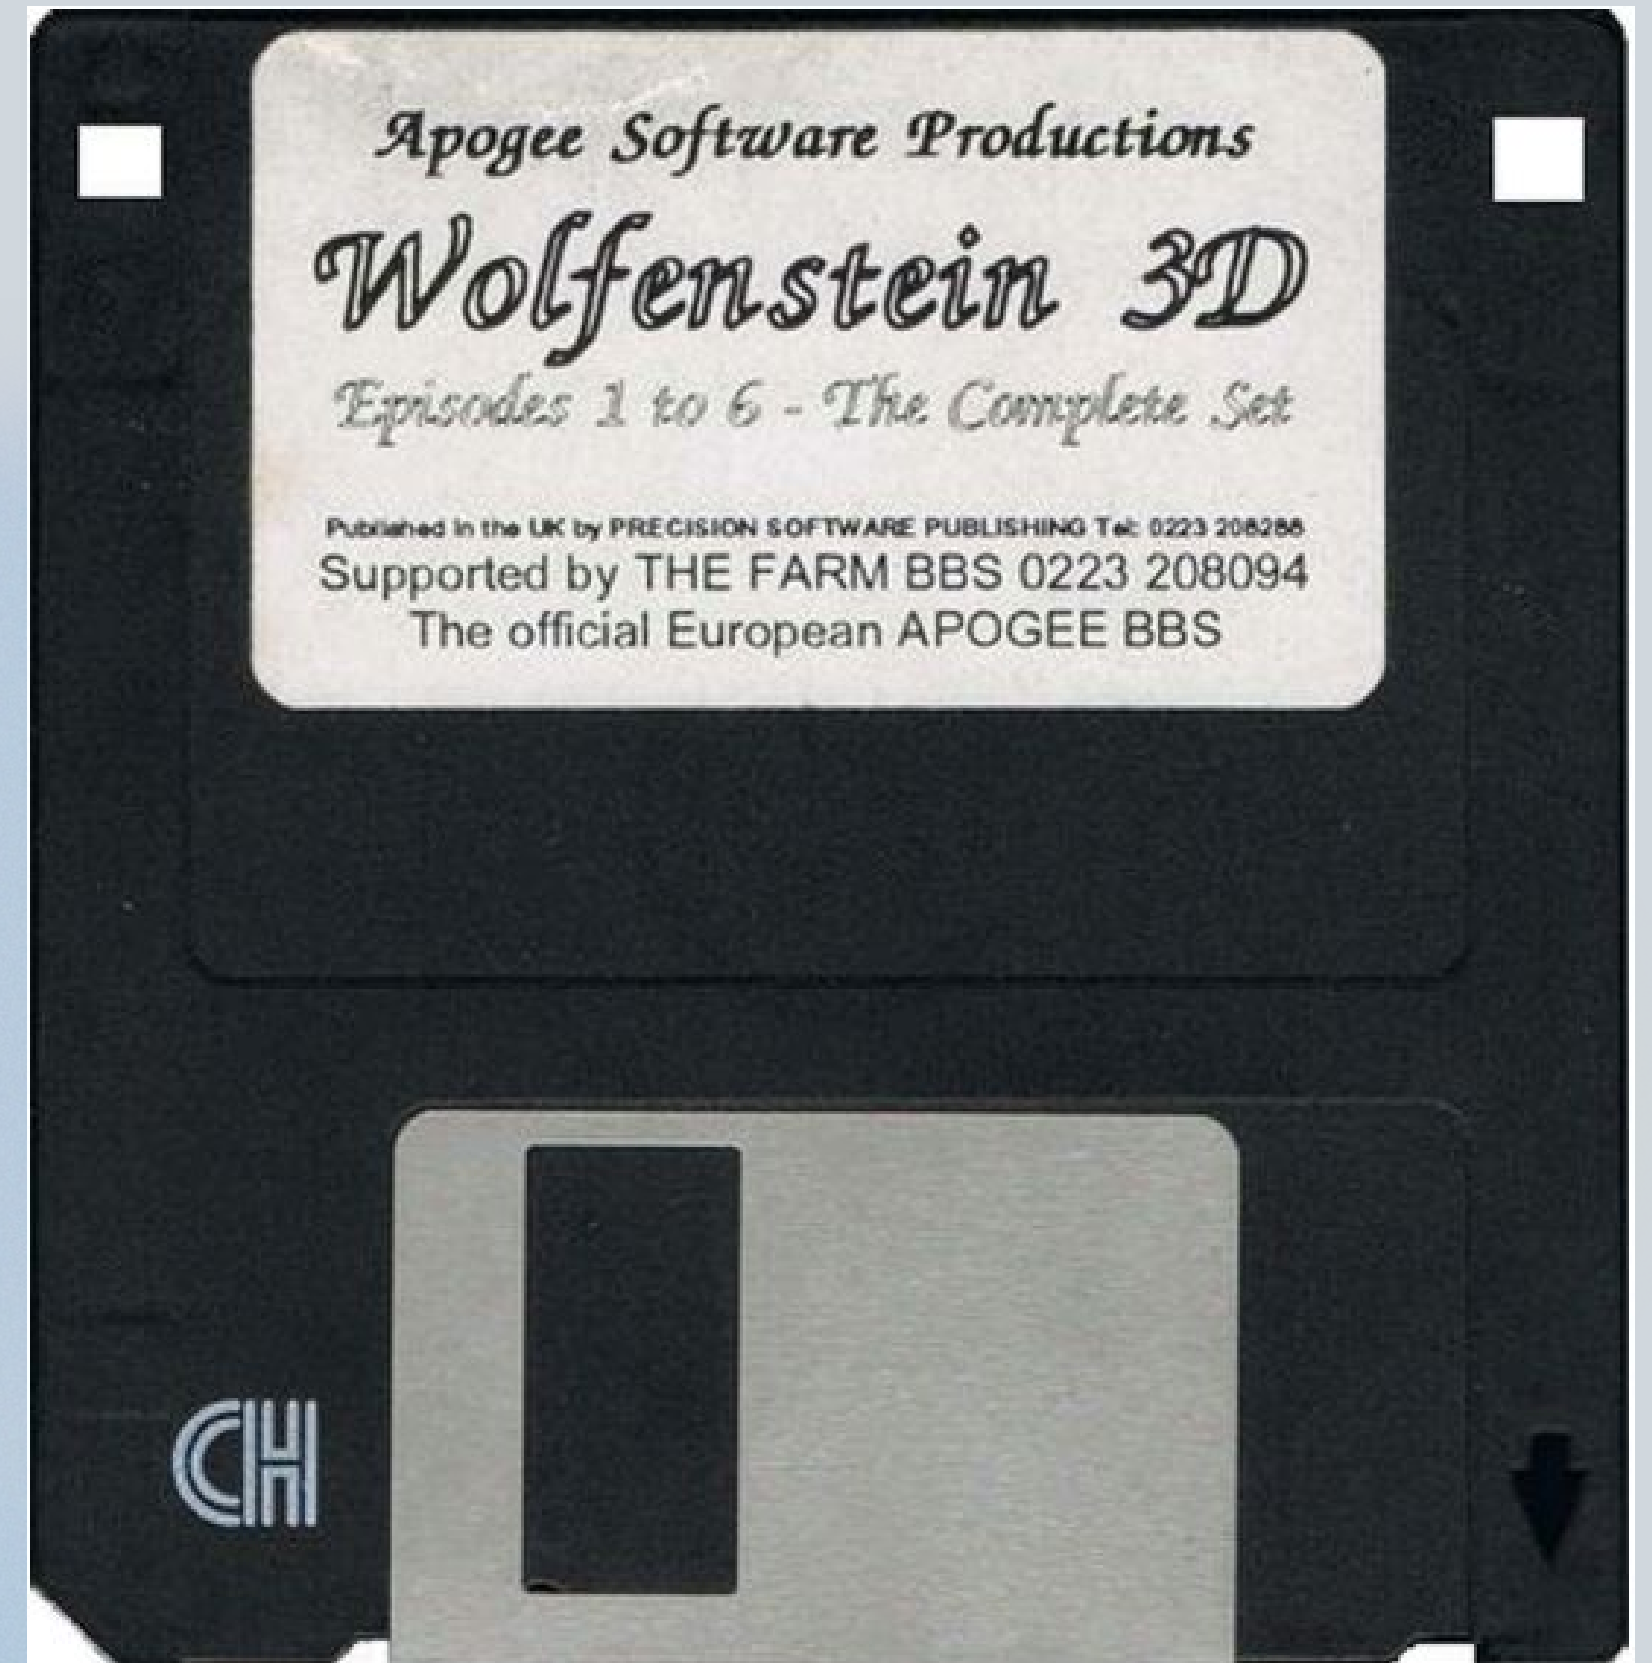 Apogee Software Productions
Wolfenstein 3D
Episodes 1 to 6 - The Complete Set
Published in the UK by PRECISION SOFTWARE PUBLISHING Tel: 0223 208288
Supported by THE FARM BBS 0223 208094
The official European APOGEE BBS
CH